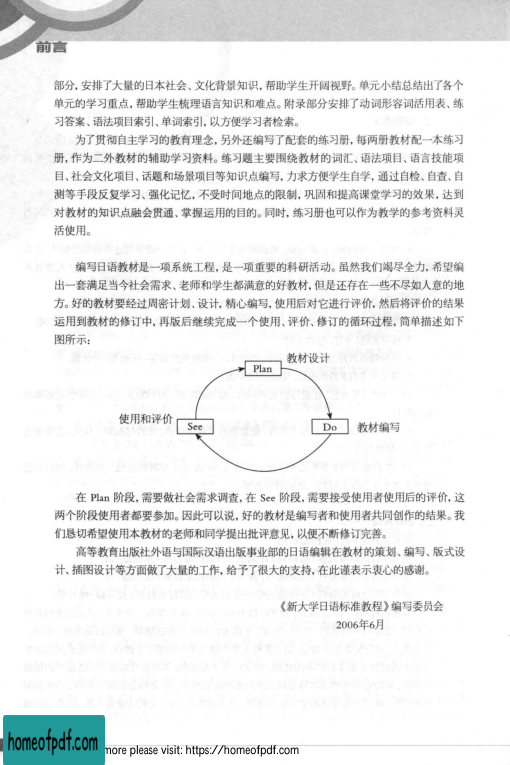 前言
部分，安排了大量的日本社会、文化背景知识，帮助学生开阔视野。单元小结总结出了各个
单元的学习重点，帮助学生梳理语言知识和难点。附录部分安排了动词形容词活用表、练
习答案、语法项目索引、单词索引，以方便学习者检索。
为了贯彻自主学习的教育理念，另外还编写了配套的练习册，每两册教材配一本练习
册，作为二外教材的辅助学习资料。练习题主要围绕教材的词汇、语法项目、语言技能项
目、社会文化项目、话题和场景项目等知识点编写，力求方便学生自学，通过自检、自查、自
测等手段反复学习、强化记忆，不受时间地点的限制，巩固和提高课堂学习的效果，达到
对教材的知识点融会贯通、掌握运用的目的。同时，练习册也可以作为教学的参考资料灵
活使用。
编写日语教材是一项系统工程，是一项重要的科研活动。虽然我们竭尽全力，希望编
出一套满足当今社会需求、老师和学生都满意的好教材，但是还存在一些不尽如人意的地
方。好的教材要经过周密计划、设计，精心编写，使用后对它进行评价，然后将评价的结果
运用到教材的修订中，再版后继续完成一个使用、评价、修订的循环过程，简单描述如下
图所示：
教材设计
Plan
使用和评价
See
Do
教材编写
在 Plan 阶段，需要做社会需求调查，在 See 阶段，需要接受使用者使用后的评价，这
两个阶段使用者都要参加。因此可以说，好的教材是编写者和使用者共同创作的结果。我
们恳切希望使用本教材的老师和同学提出批评意见，以便不断修订完善。
高等教育出版社外语与国际汉语出版事业部的日语编辑在教材的策划、编写、版式设
计、插图设计等方面做了大量的工作，给予了很大的支持，在此谨表示衷心的感谢。
《新大学日语标准教程》编写委员会
2006年6月
homeofpdf.com
more please visit: https://homeofpdf.com